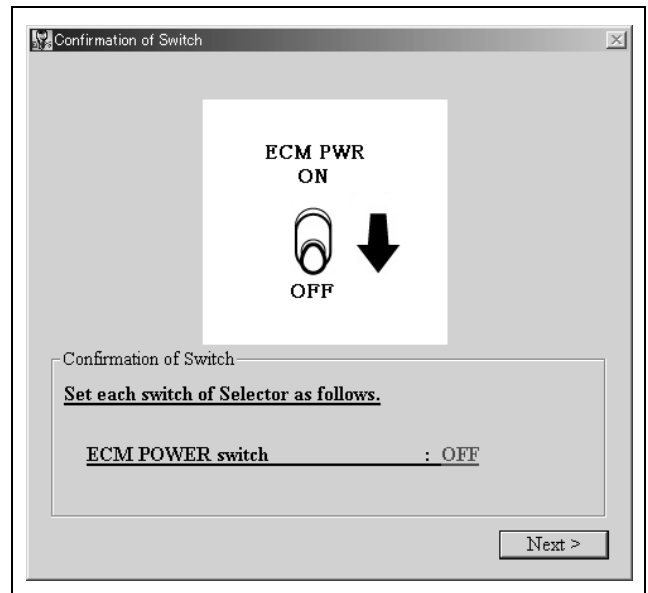 Confirmation of Switch
ECM PWR
ON
OFF
Confirmation of Switch
Set each switch of Selector as follows.
ECM POWER switch : OFF
Next >